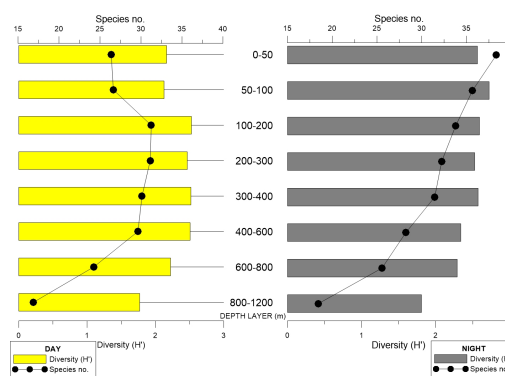 Species no.
15 20 25 30 35 40
Species no.
15 20 25 30 35
0-50
50-100
100-200
200-300
300-400
400-600
600-800
800-1200
DEPTH LAYER (m)
0 1 2 3
Diversity (H')
0 1 2
Diversity (H')
DAY
Diversity (H')
Species no.
NIGHT
Diversity (H
Species no